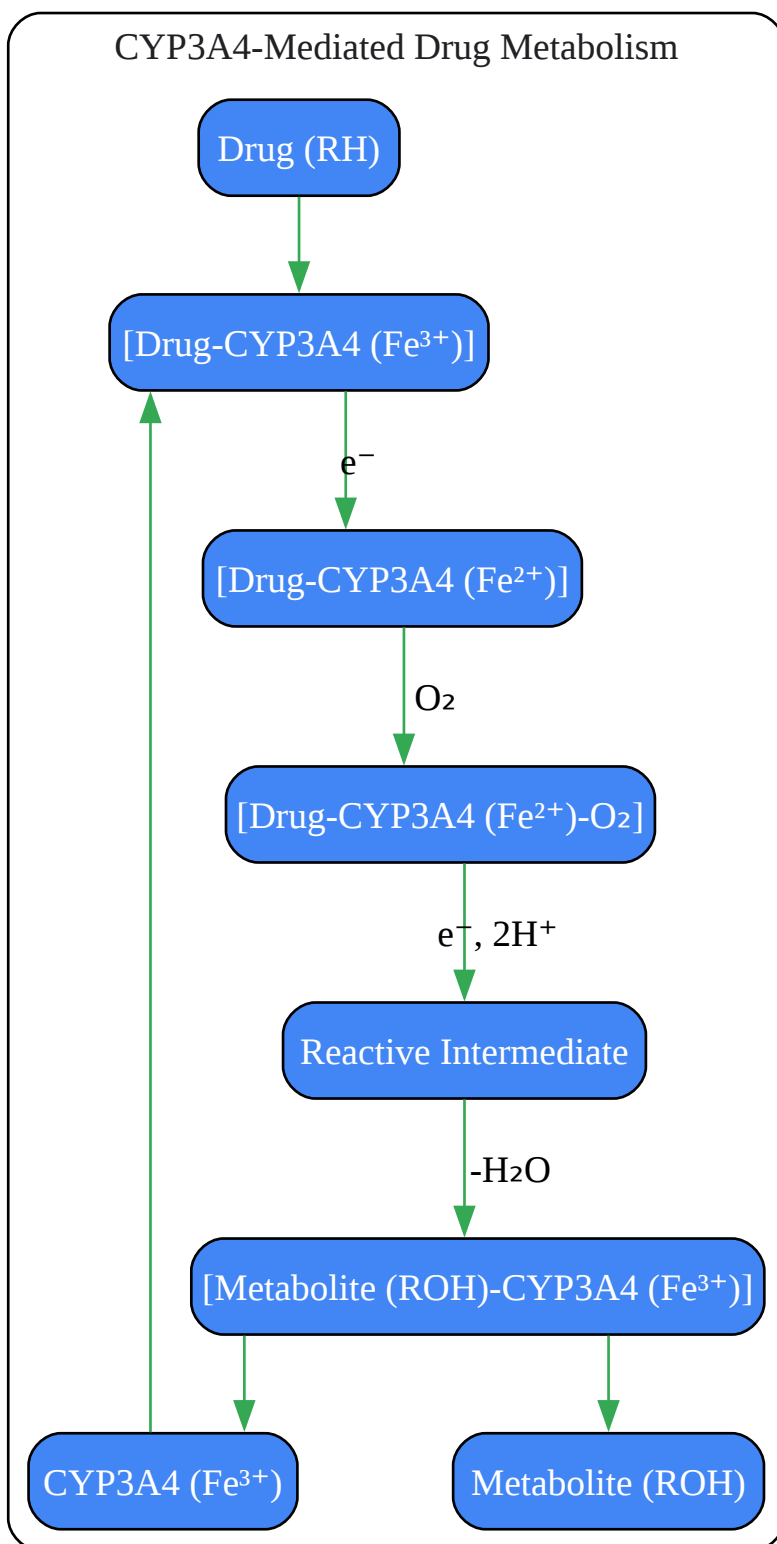 CYP3A4-Mediated Drug Metabolism
Drug (RH)
[Drug-CYP3A4 (Fe³⁺)]
e⁻
[Drug-CYP3A4 (Fe²⁺)]
O₂
[Drug-CYP3A4 (Fe²⁺)-O₂]
e⁻, 2H⁺
Reactive Intermediate
-H₂O
[Metabolite (ROH)-CYP3A4 (Fe³⁺)]
CYP3A4 (Fe³⁺)
Metabolite (ROH)